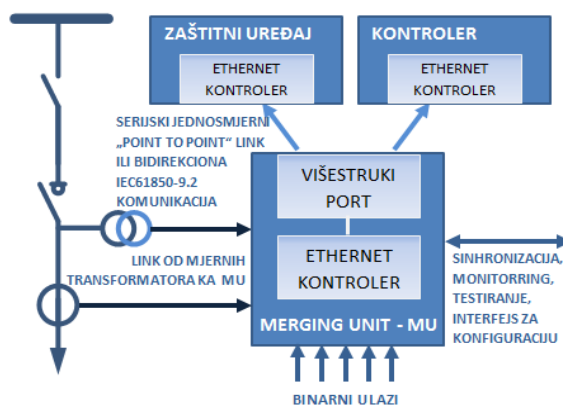 ZAŠTITNI UREĐAJ
ETHERNET
KONTROLER
KONTROLER
ETHERNET
KONTROLER
SERIJSKI JEDNOSMJERNI
„POINT TO POINT“ LINK
ILI BIDIREKCIONA
IEC61850-9.2
KOMUNIKACIJA
VIŠESTRUKI
PORT
ETHERNET
KONTROLER
MERGING UNIT - MU
LINK OD MJERNIH
TRANSFORMATORA KA MU
SINHRONIZACIJA,
MONITORRING,
TESTIRANJE,
INTERFEJS ZA
KONFIGURACIJU
BINARNI ULAZI